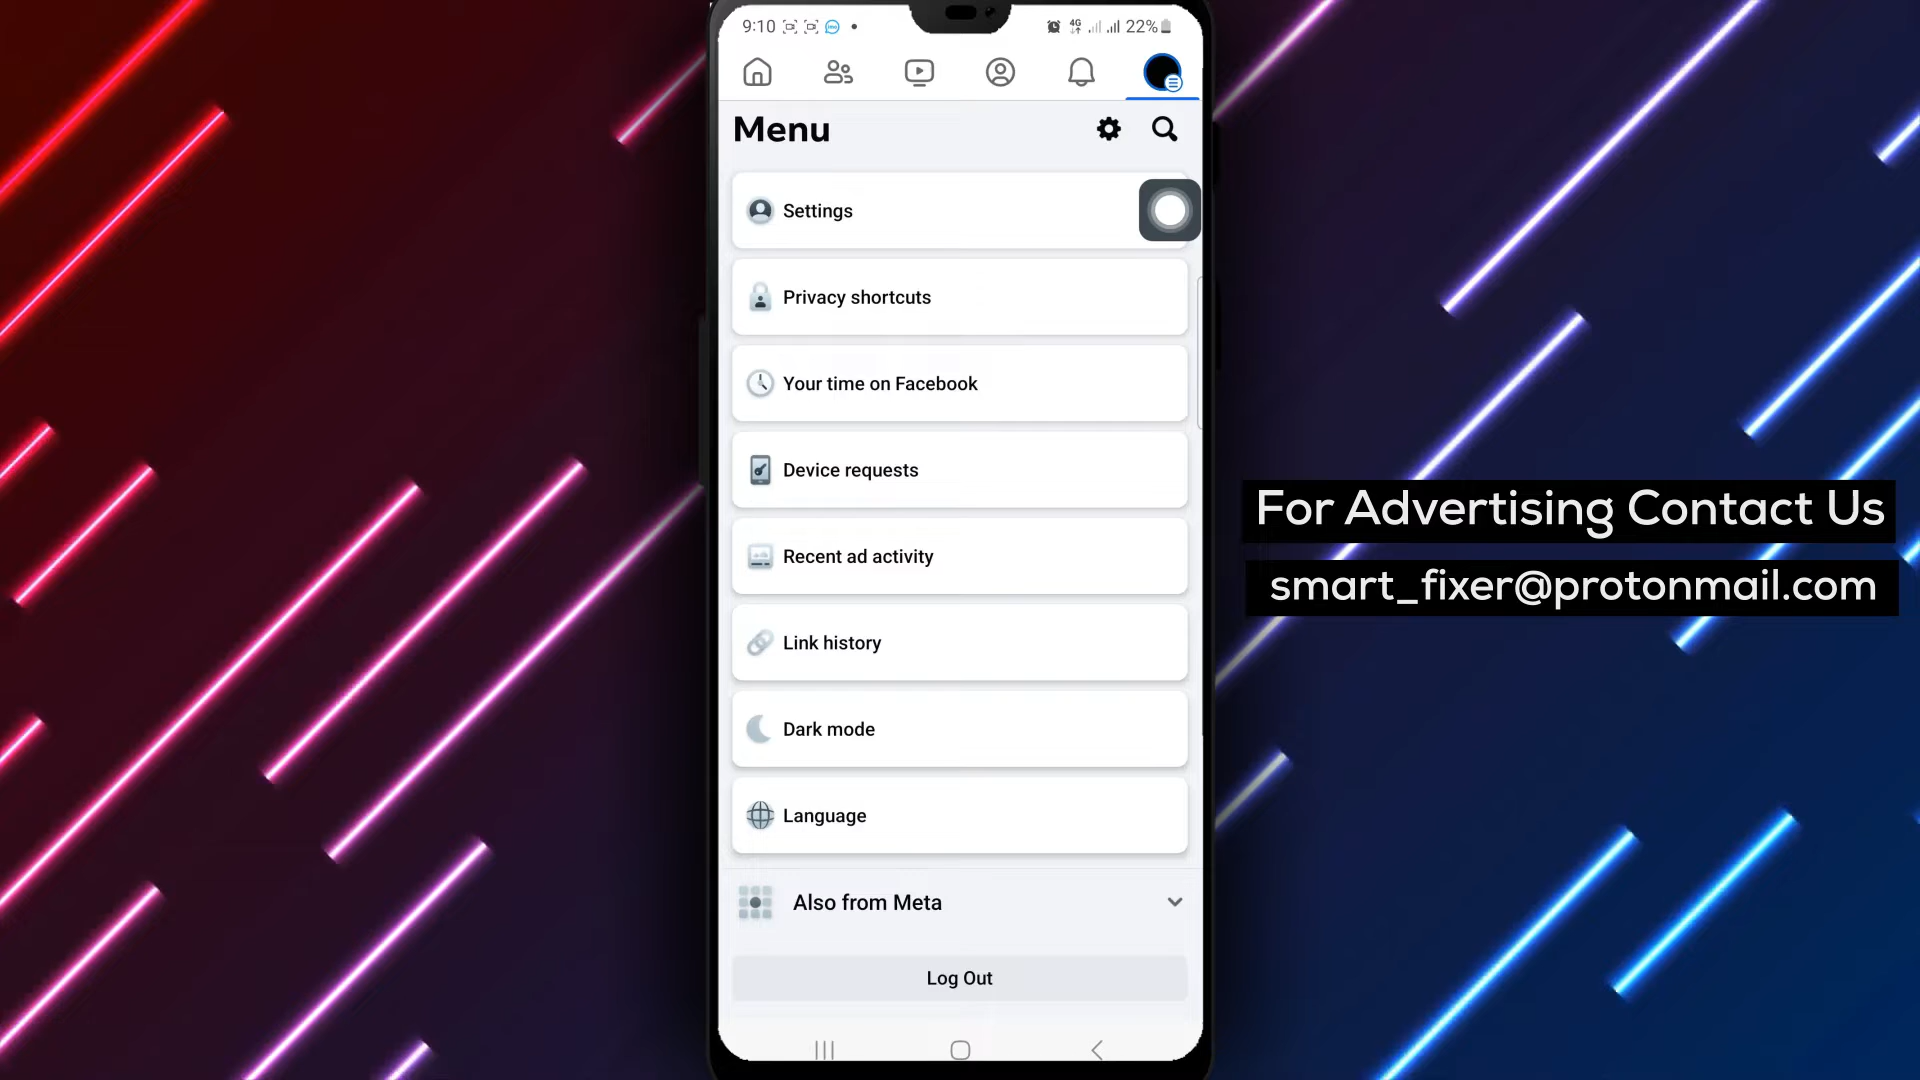 9:10
4G
22%
Menu
Settings
Privacy shortcuts
Your time on Facebook
Device requests
Recent ad activity
Link history
Dark mode
Language
Also from Meta
Log Out
For Advertising Contact Us
smart_fixer@protonmail.com